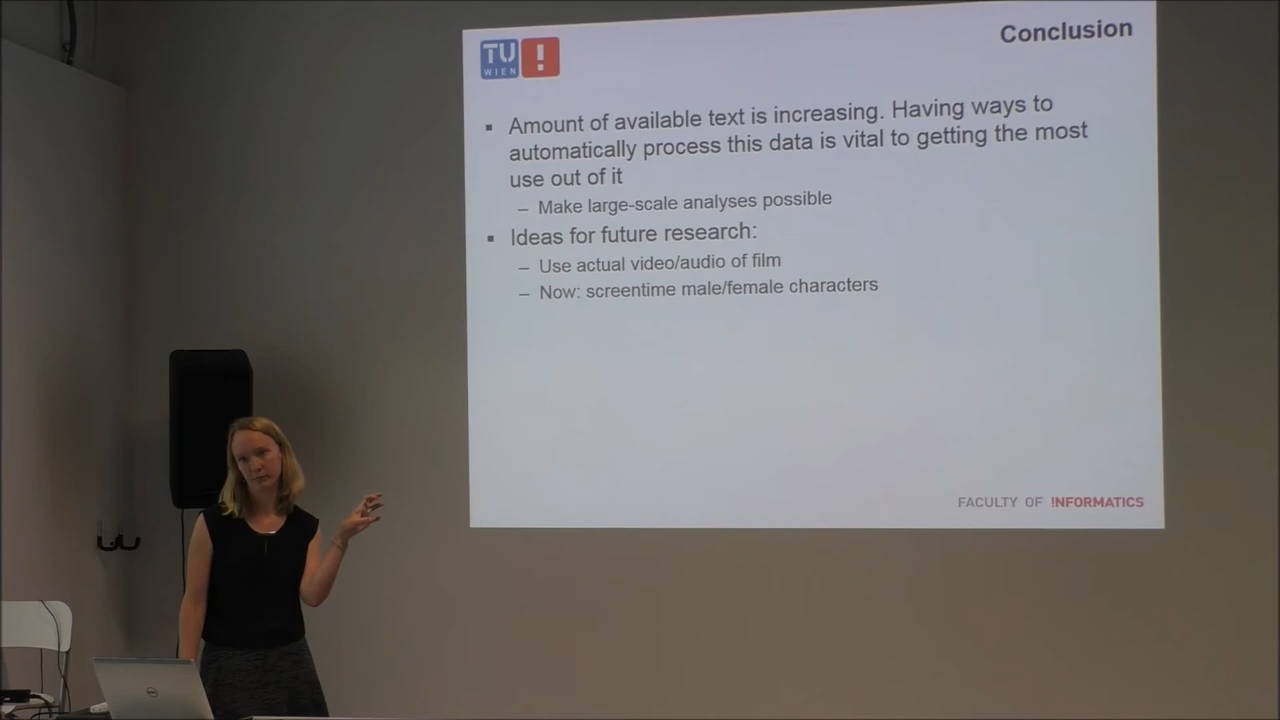 TU
WIEN
!
Conclusion
▪ Amount of available text is increasing. Having ways to
automatically process this data is vital to getting the most
use out of it
– Make large-scale analyses possible
▪ Ideas for future research:
– Use actual video/audio of film
– Now: screentime male/female characters
FACULTY OF !NFORMATICS
DELL